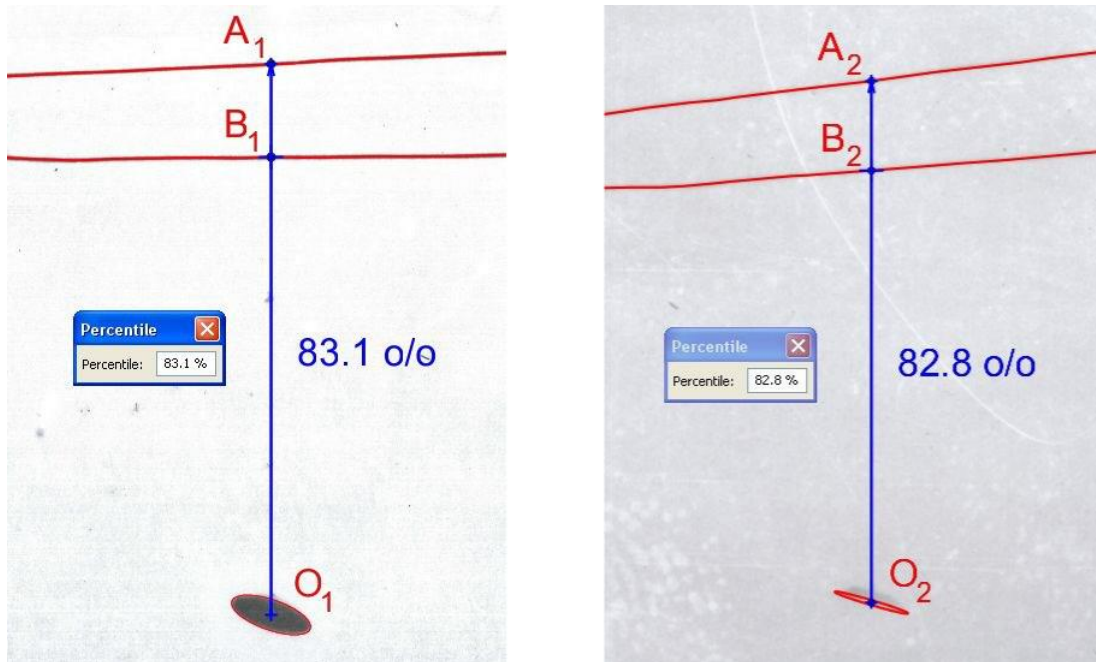 A1
B1
Percentile
Percentile: 83.1 %
83.1 o/o
O1
A2
B2
Percentile
Percentile: 82.8 %
82.8 o/o
O2